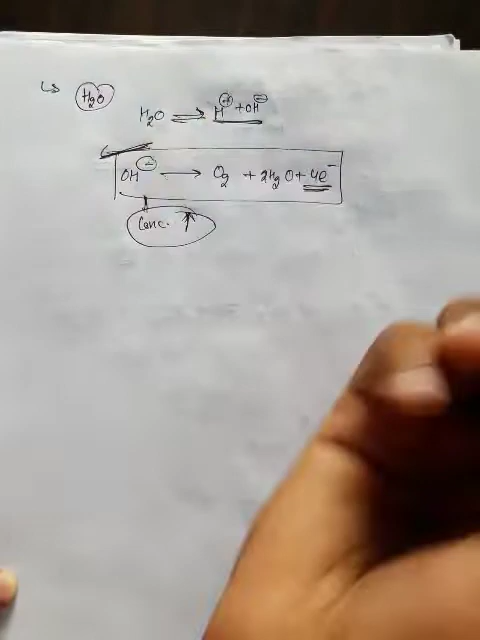 ↳ H₂O
H₂O ⇌ H⊕ + OH⊖
OH⊖ → O₂ + 2H₂O + 4e⁻
Conc. ↑